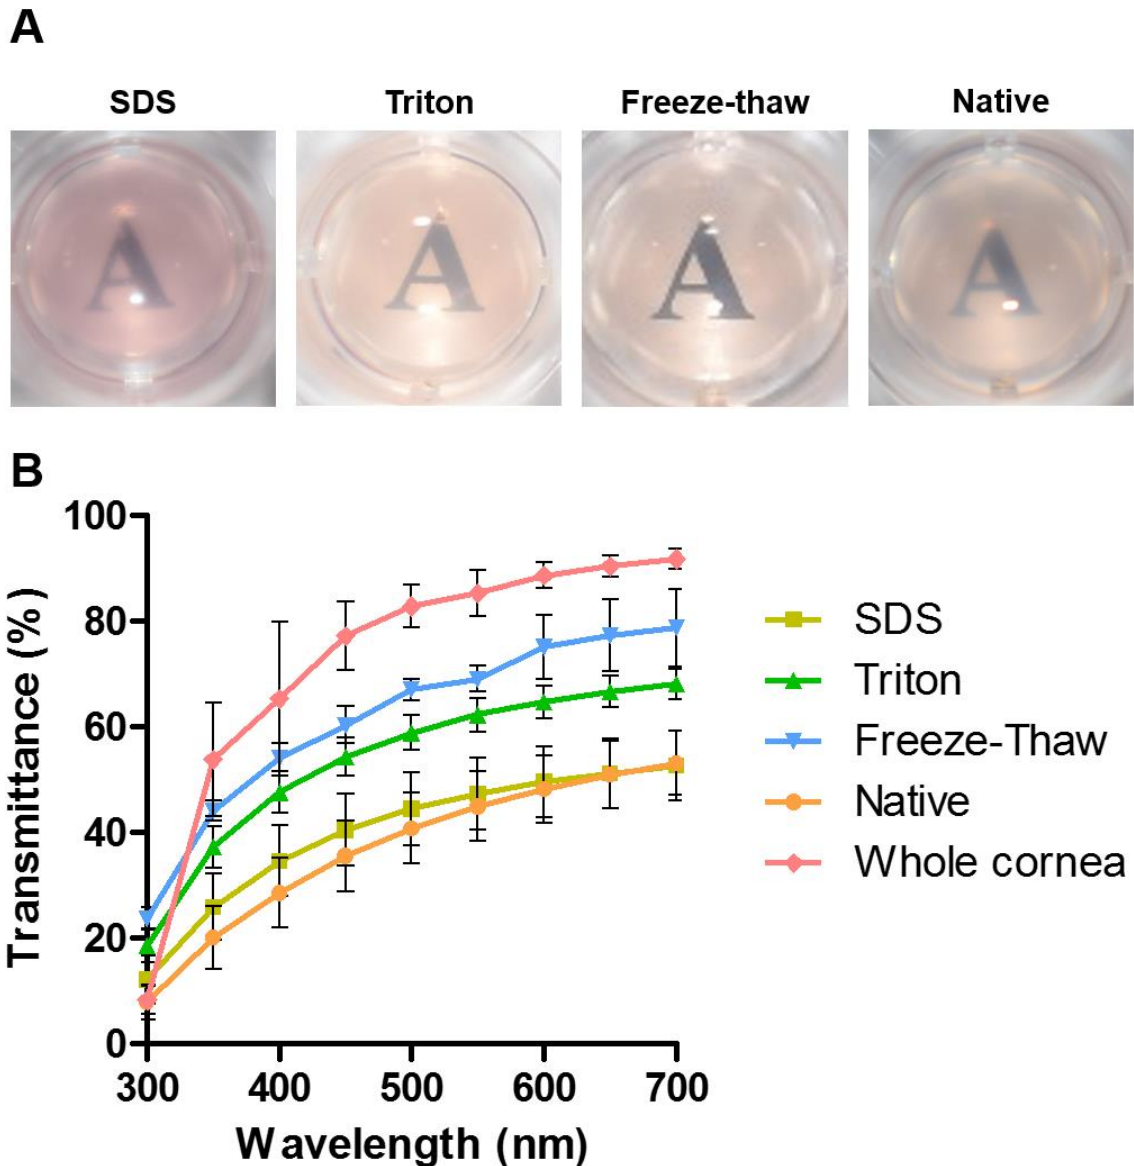 A
SDS
Triton
Freeze-thaw
Native
A
A
A
A
B
100
80
60
40
20
0
Transmittance (%)
300
400
500
600
700
Wavelength (nm)
SDS
Triton
Freeze-Thaw
Native
Whole cornea